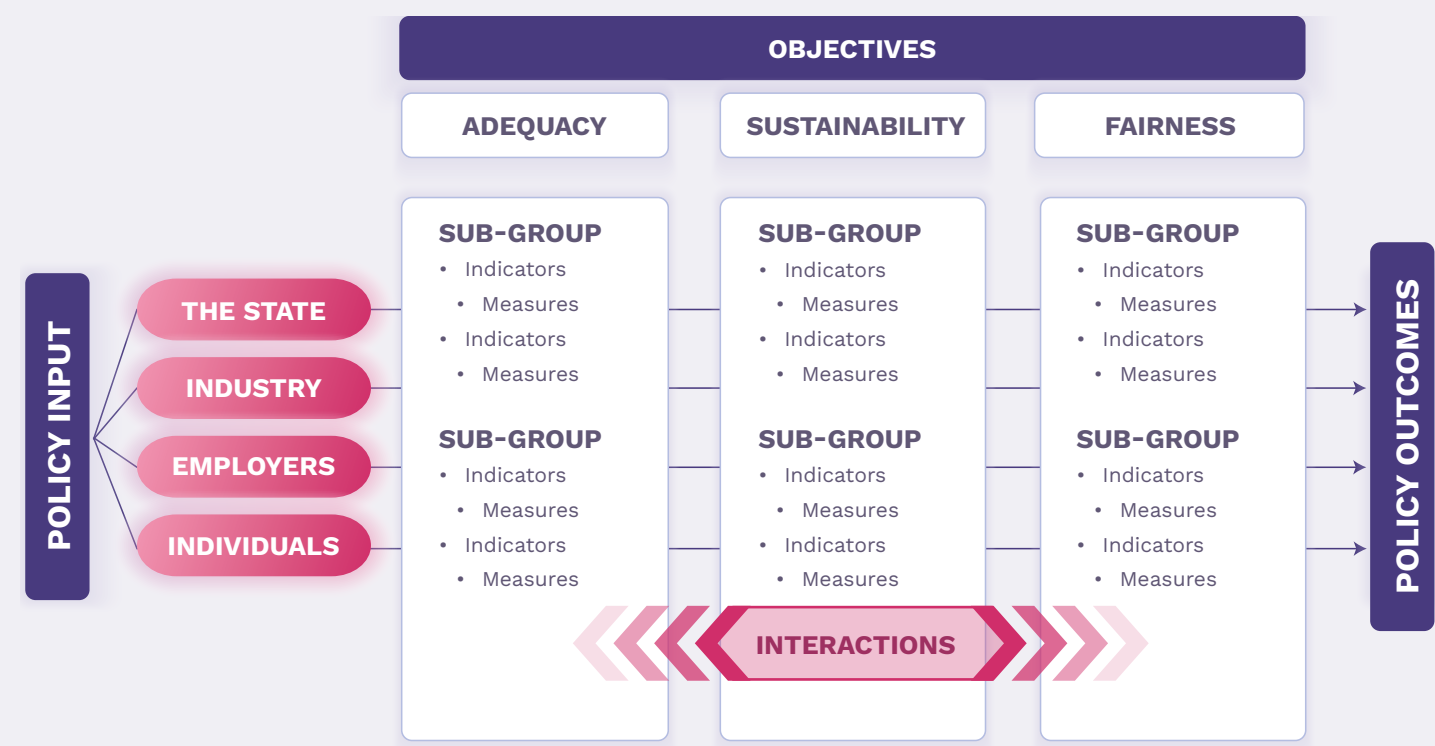 OBJECTIVES
ADEQUACY
SUSTAINABILITY
FAIRNESS
POLICY INPUT
THE STATE
INDUSTRY
EMPLOYERS
INDIVIDUALS
SUB-GROUP
• Indicators
• Measures
• Indicators
• Measures
SUB-GROUP
• Indicators
• Measures
• Indicators
• Measures
SUB-GROUP
• Indicators
• Measures
• Indicators
• Measures
SUB-GROUP
• Indicators
• Measures
• Indicators
• Measures
SUB-GROUP
• Indicators
• Measures
• Indicators
• Measures
SUB-GROUP
• Indicators
• Measures
• Indicators
• Measures
INTERACTIONS
POLICY OUTCOMES